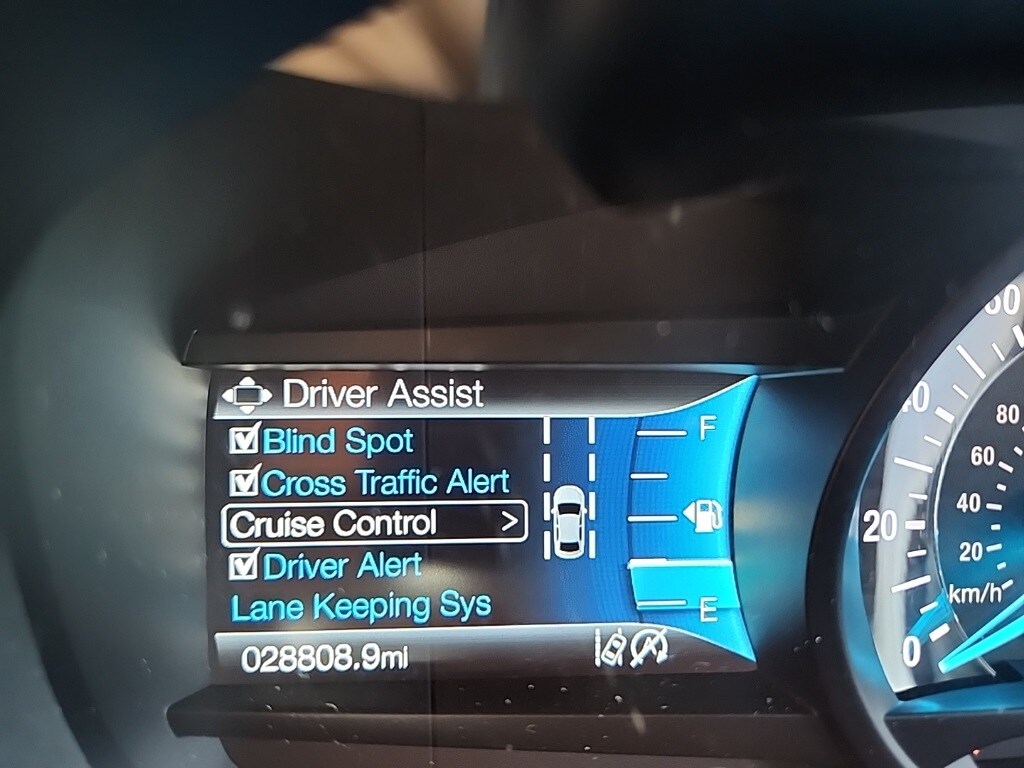 Driver Assist
Blind Spot
Cross Traffic Alert
Cruise Control >
Driver Alert
Lane Keeping Sys
028808.9mi
F
E
40
20
0
80
60
40
20
km/h